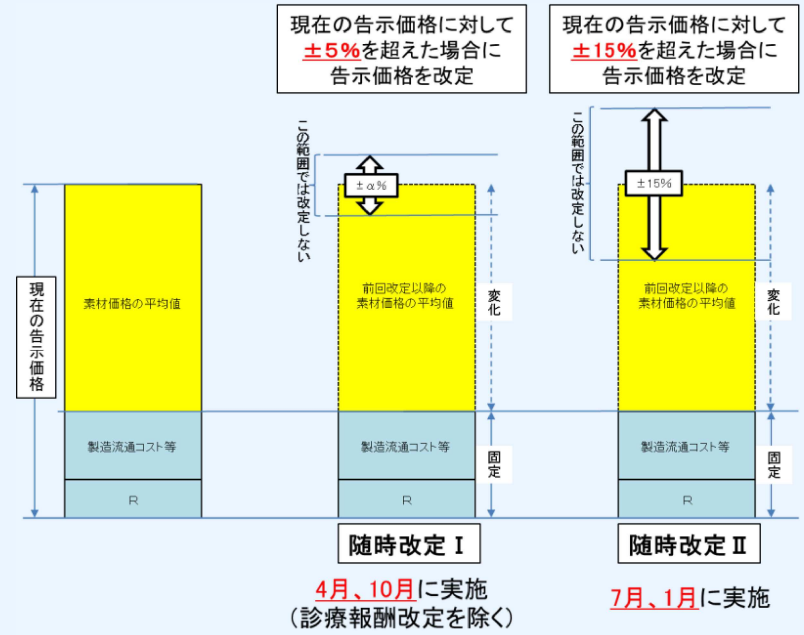 現在の告示価格に対して
±5%を超えた場合に
告示価格を改定
現在の告示価格に対して
±15%を超えた場合に
告示価格を改定
この範囲では改定しない
±α%
この範囲では改定しない
±15%
現在の告示価格
素材価格の平均値
前回改定以降の
素材価格の平均値
変化
前回改定以降の
素材価格の平均値
変化
製造流通コスト等
製造流通コスト等
固定
製造流通コスト等
固定
R
R
R
随時改定Ⅰ
随時改定Ⅱ
4月、10月に実施
(診療報酬改定を除く)
7月、1月に実施